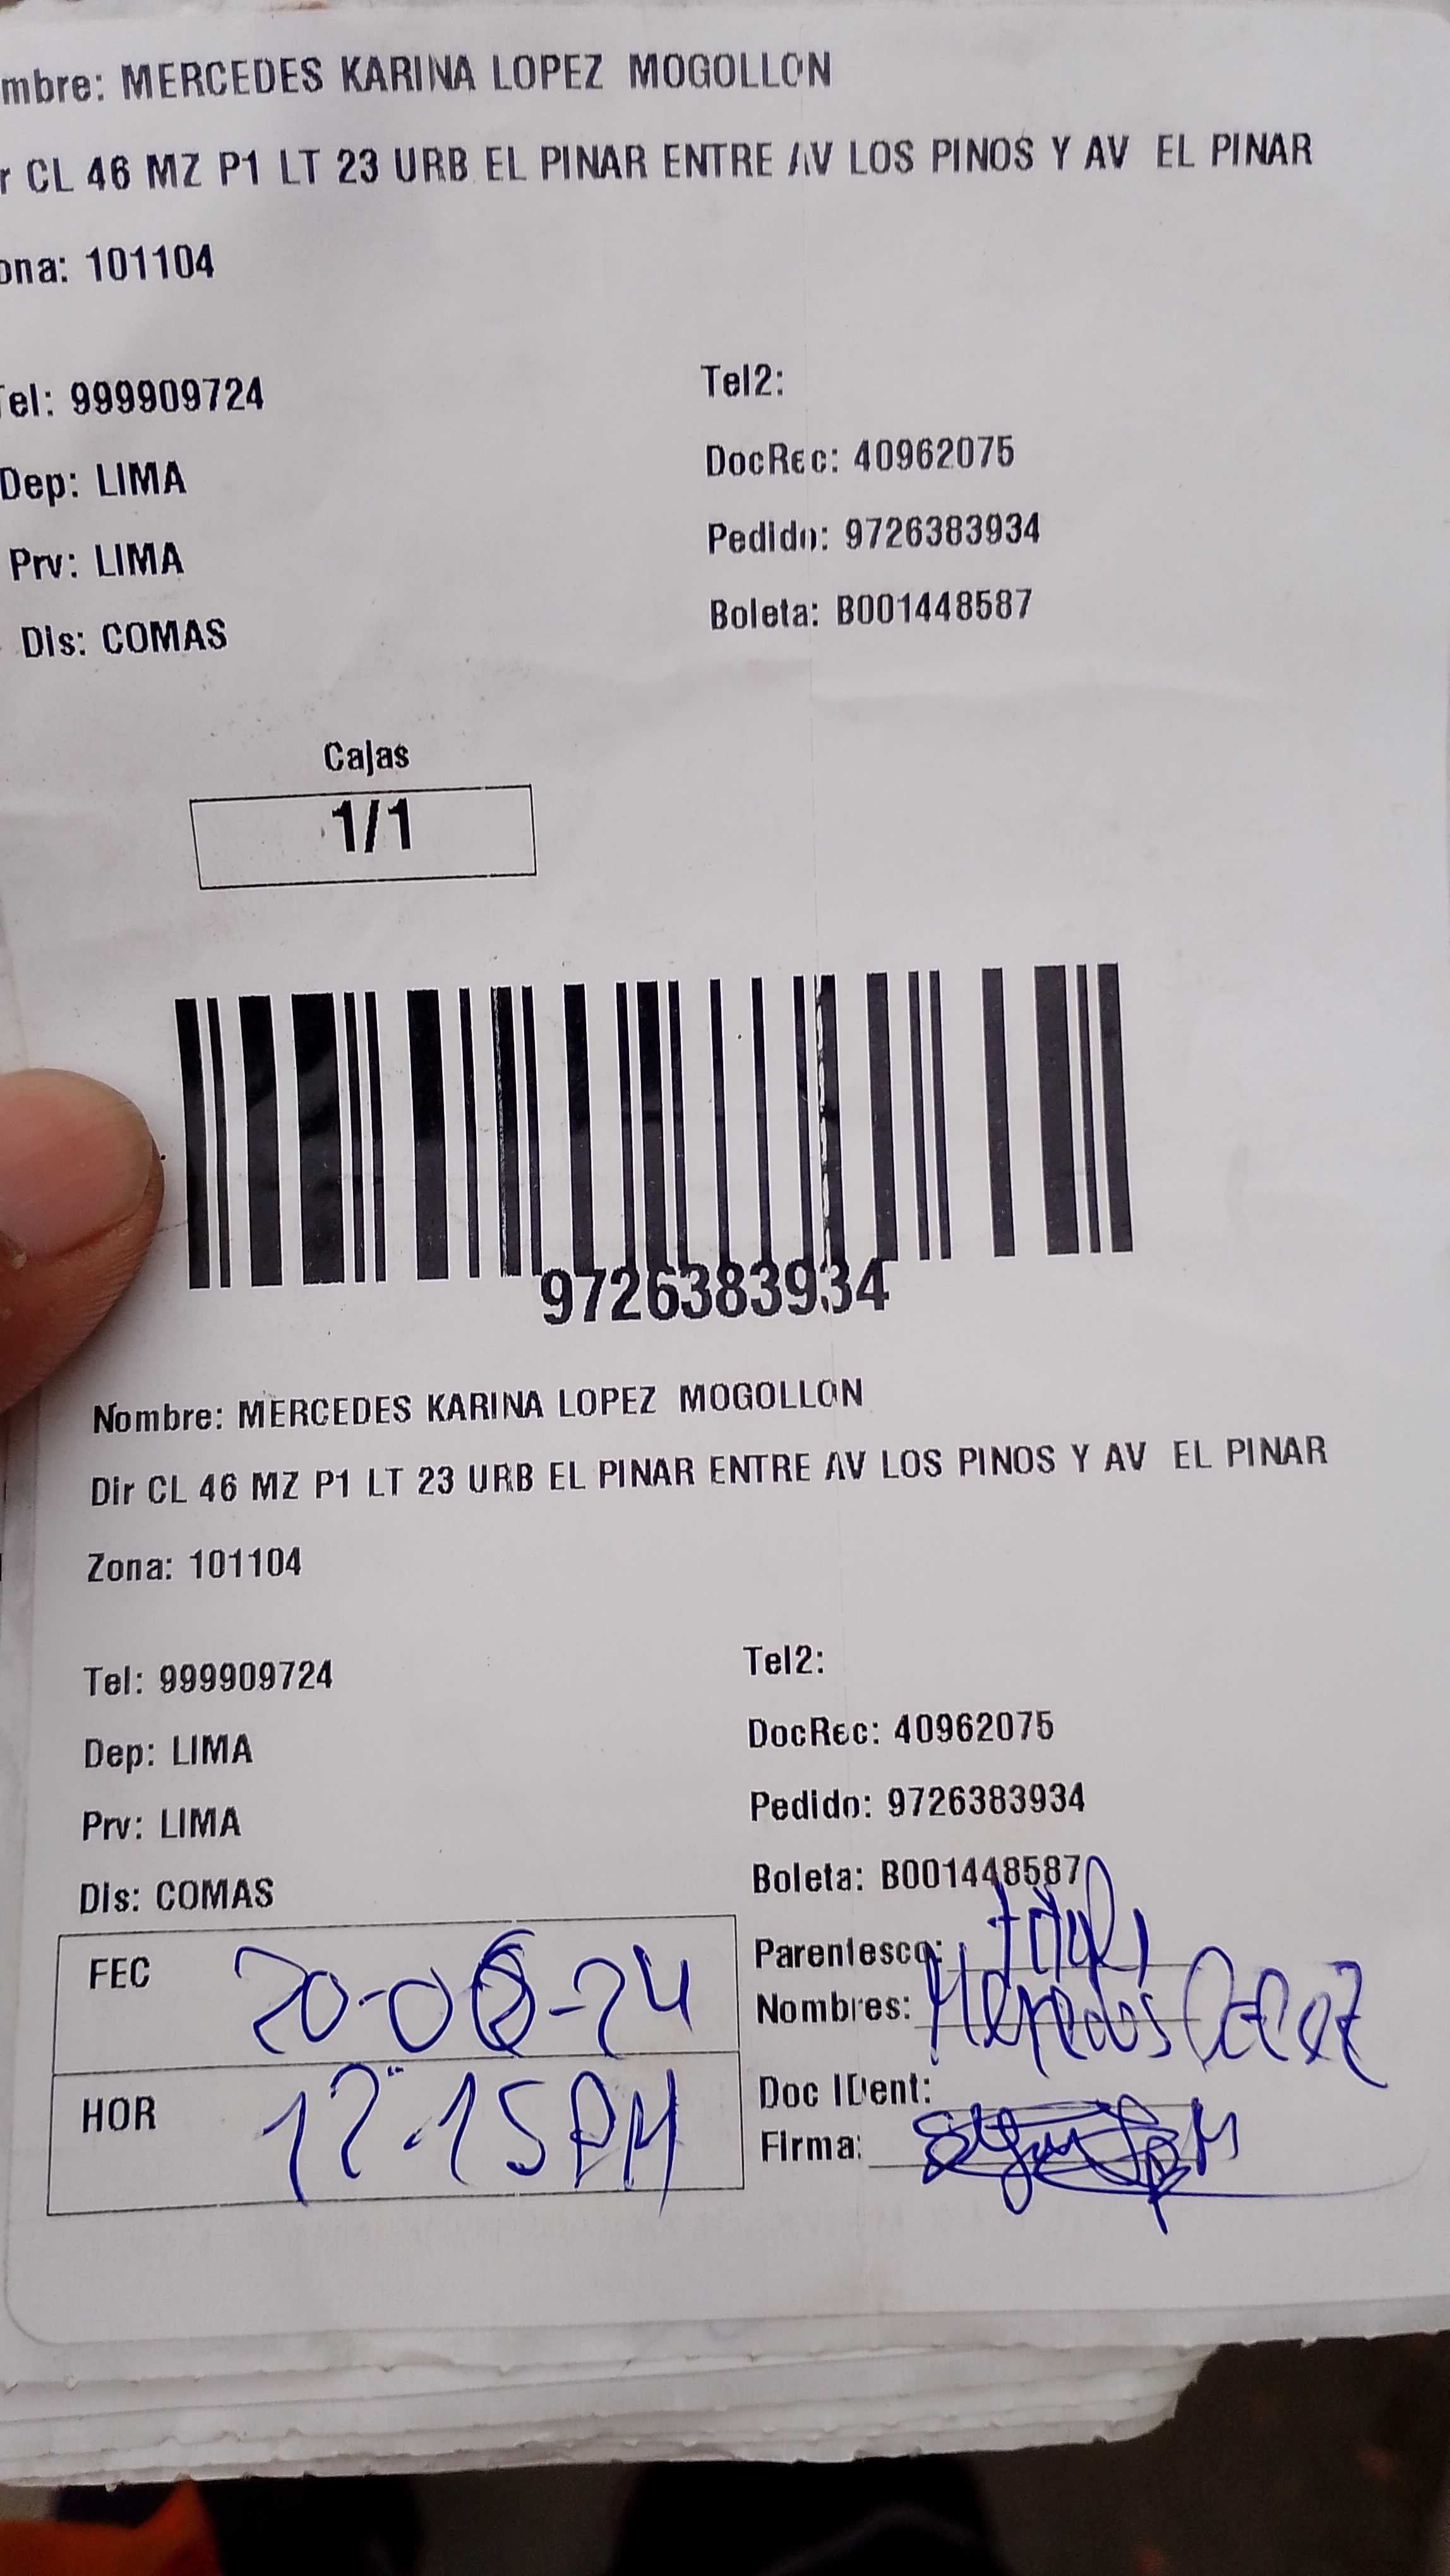 mbre: MERCEDES KARINA LOPEZ MOGOLLON
r CL 46 MZ P1 LT 23 URB EL PINAR ENTRE AV LOS PINOS Y AV EL PINAR
ona: 101104
Tel: 999909724
Tel2:
Dep: LIMA
DocRec: 40962075
Prv: LIMA
Pedido: 9726383934
Dis: COMAS
Boleta: B001448587
Cajas
1/1
9726383934
Nombre: MERCEDES KARINA LOPEZ MOGOLLON
Dir CL 46 MZ P1 LT 23 URB EL PINAR ENTRE AV LOS PINOS Y AV EL PINAR
Zona: 101104
Tel: 999909724
Tel2:
Dep: LIMA
DocRec: 40962075
Prv: LIMA
Pedido: 9726383934
Dis: COMAS
Boleta: B001448587
FEC
Parentesco:
Nombres: Mercedes
HOR 12:15 PM
Doc IDent:
Firma: